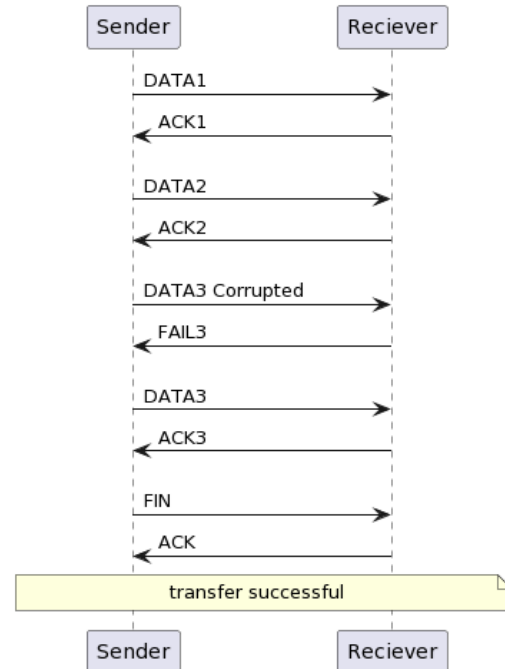 Sender Reciever
DATA1
ACK1
DATA2
ACK2
DATA3 Corrupted
FAIL3
DATA3
ACK3
FIN
ACK
transfer successful
Sender Reciever